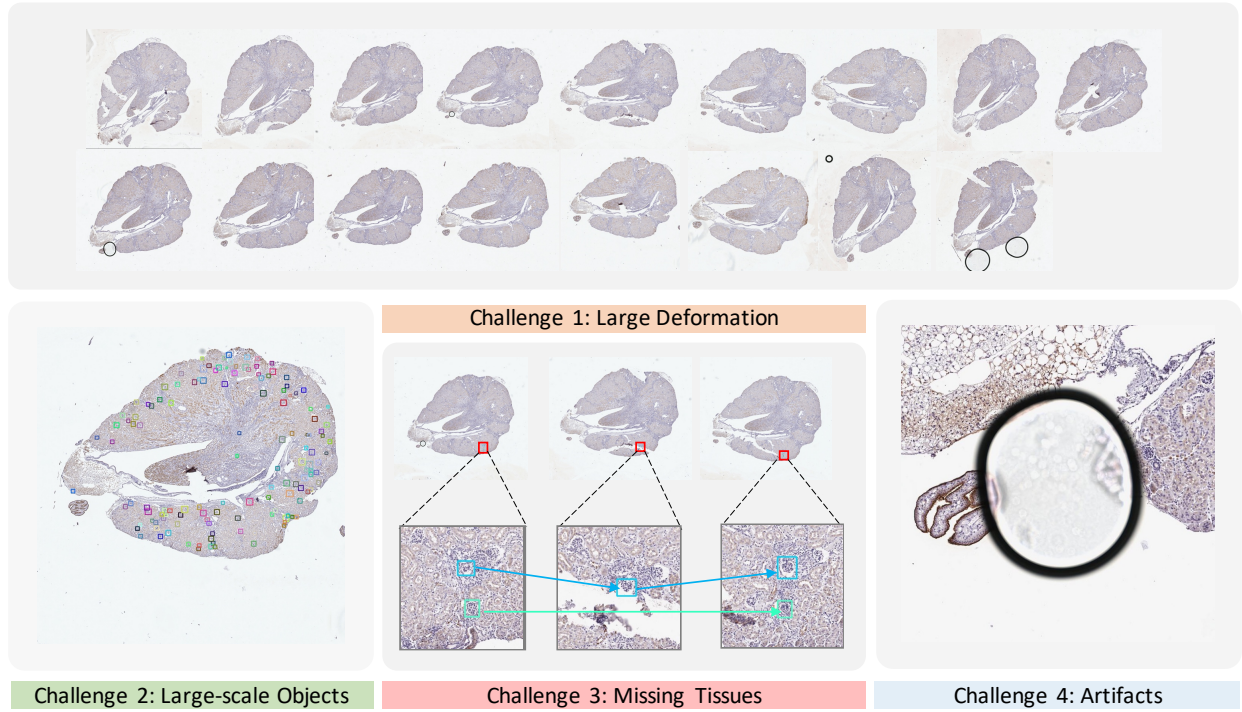 Challenge 1: Large Deformation
Challenge 2: Large-scale Objects
Challenge 3: Missing Tissues
Challenge 4: Artifacts